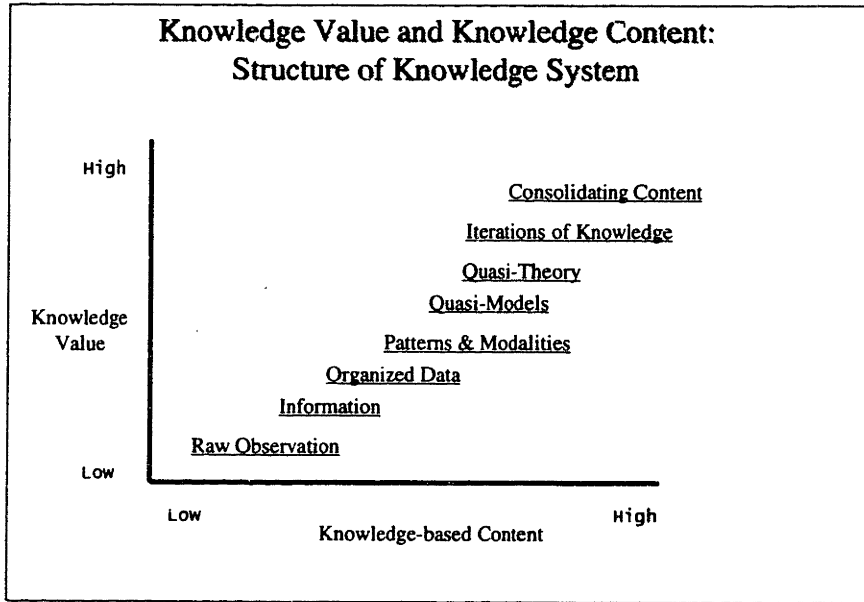 Knowledge Value and Knowledge Content:
Structure of Knowledge System
High
Consolidating Content
Iterations of Knowledge
Quasi-Theory
Quasi-Models
Knowledge
Value
Patterns & Modalities
Organized Data
Information
Raw Observation
Low
Low
High
Knowledge-based Content